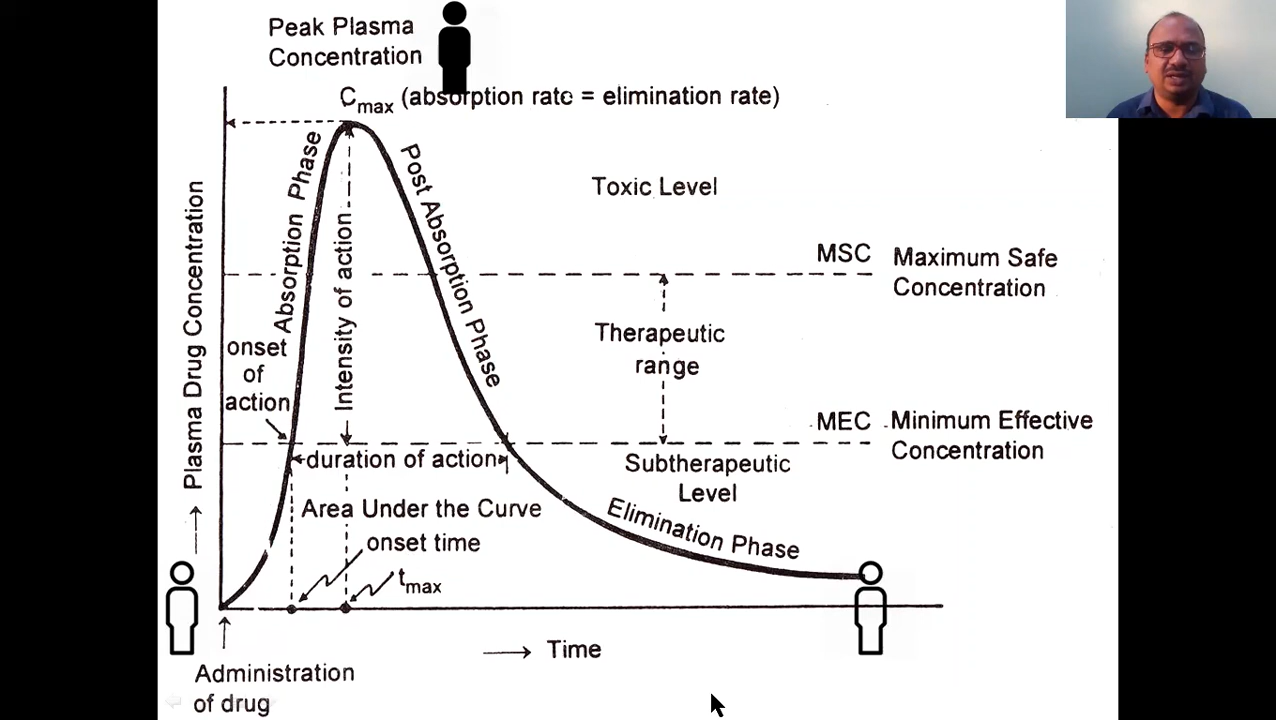 Peak Plasma
Concentration
Cmax (absorption rate = elimination rate)
Absorption Phase
Post Absorption Phase
Toxic Level
Plasma Drug Concentration
Intensity of action
MSC
Maximum Safe
Concentration
Therapeutic
range
onset
of
action
MEC
Minimum Effective
Concentration
duration of action
Subtherapeutic
Level
Area Under the Curve
Elimination Phase
onset time
tmax
Time
Administration
of drug